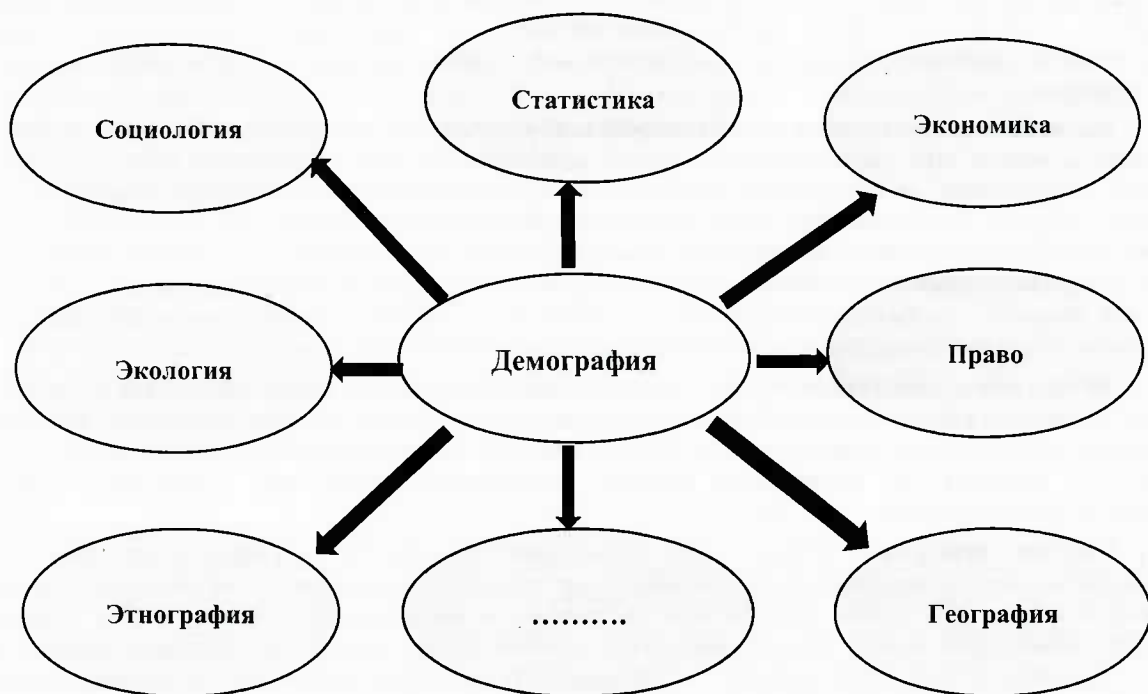 Социология
Статистика
Экономика
Экология
Демография
Право
Этнография
..........
География